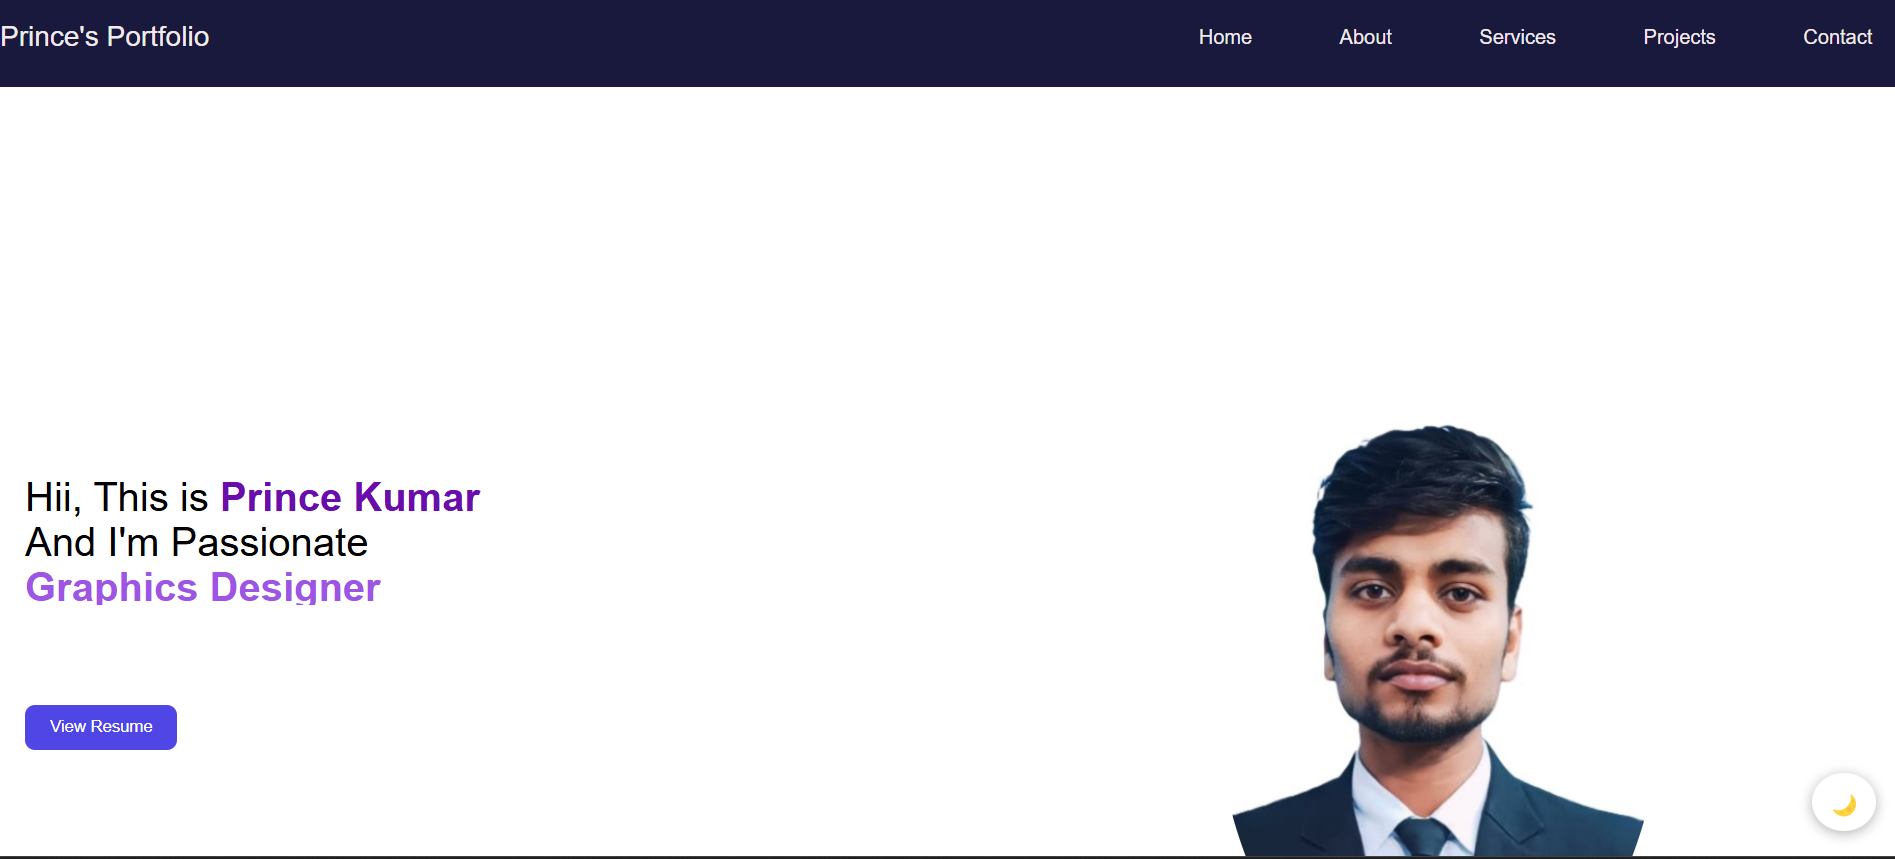 Prince's Portfolio
Home About Services Projects Contact
Hii, This is Prince Kumar
And I'm Passionate
Graphics Designer
View Resume